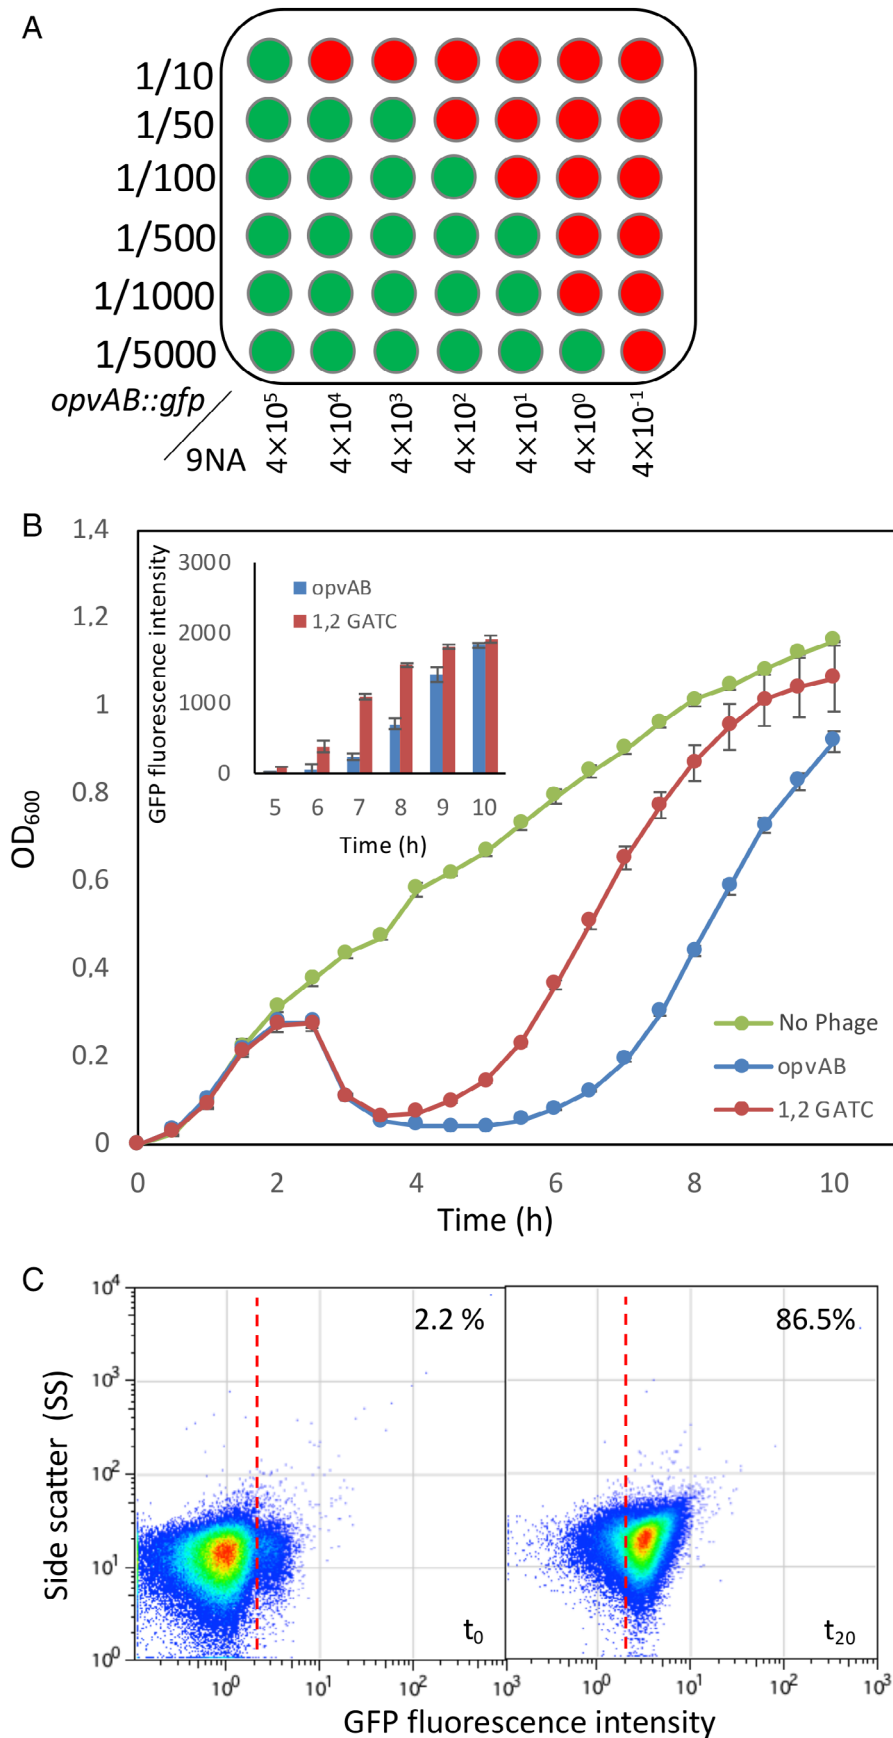 A
1/10
1/50
1/100
1/500
1/1000
1/5000
opvAB::gfp
9NA
4×10⁵
4×10⁴
4×10³
4×10²
4×10¹
4×10⁰
4×10⁻¹
B
1,4
1,2
1
0,8
0,6
0,4
0,2
0
OD₆₀₀
GFP fluorescence intensity
3000
2000
1000
0
opvAB
1,2 GATC
5 6 7 8 9 10
Time (h)
No Phage
opvAB
1,2 GATC
0 2 4 6 8 10
Time (h)
C
Side scatter (SS)
10⁴
10³
10²
10¹
10⁰
2.2 %
86.5%
t₀
t₂₀
10⁰ 10¹ 10² 10³ 10⁰ 10¹ 10² 10³
GFP fluorescence intensity